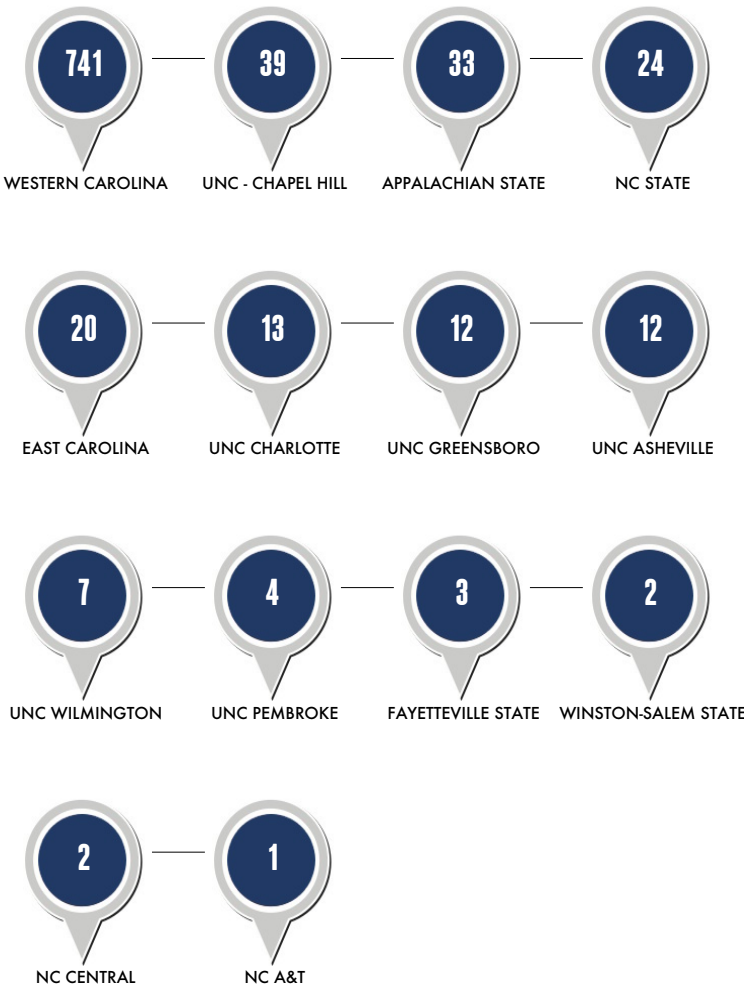 741 39 33 24
WESTERN CAROLINA UNC - CHAPEL HILL APPALACHIAN STATE NC STATE
20 13 12 12
EAST CAROLINA UNC CHARLOTTE UNC GREENSBORO UNC ASHEVILLE
7 4 3 2
UNC WILMINGTON UNC PEMBROKE FAYETTEVILLE STATE WINSTON-SALEM STATE
2 1
NC CENTRAL NC A&T